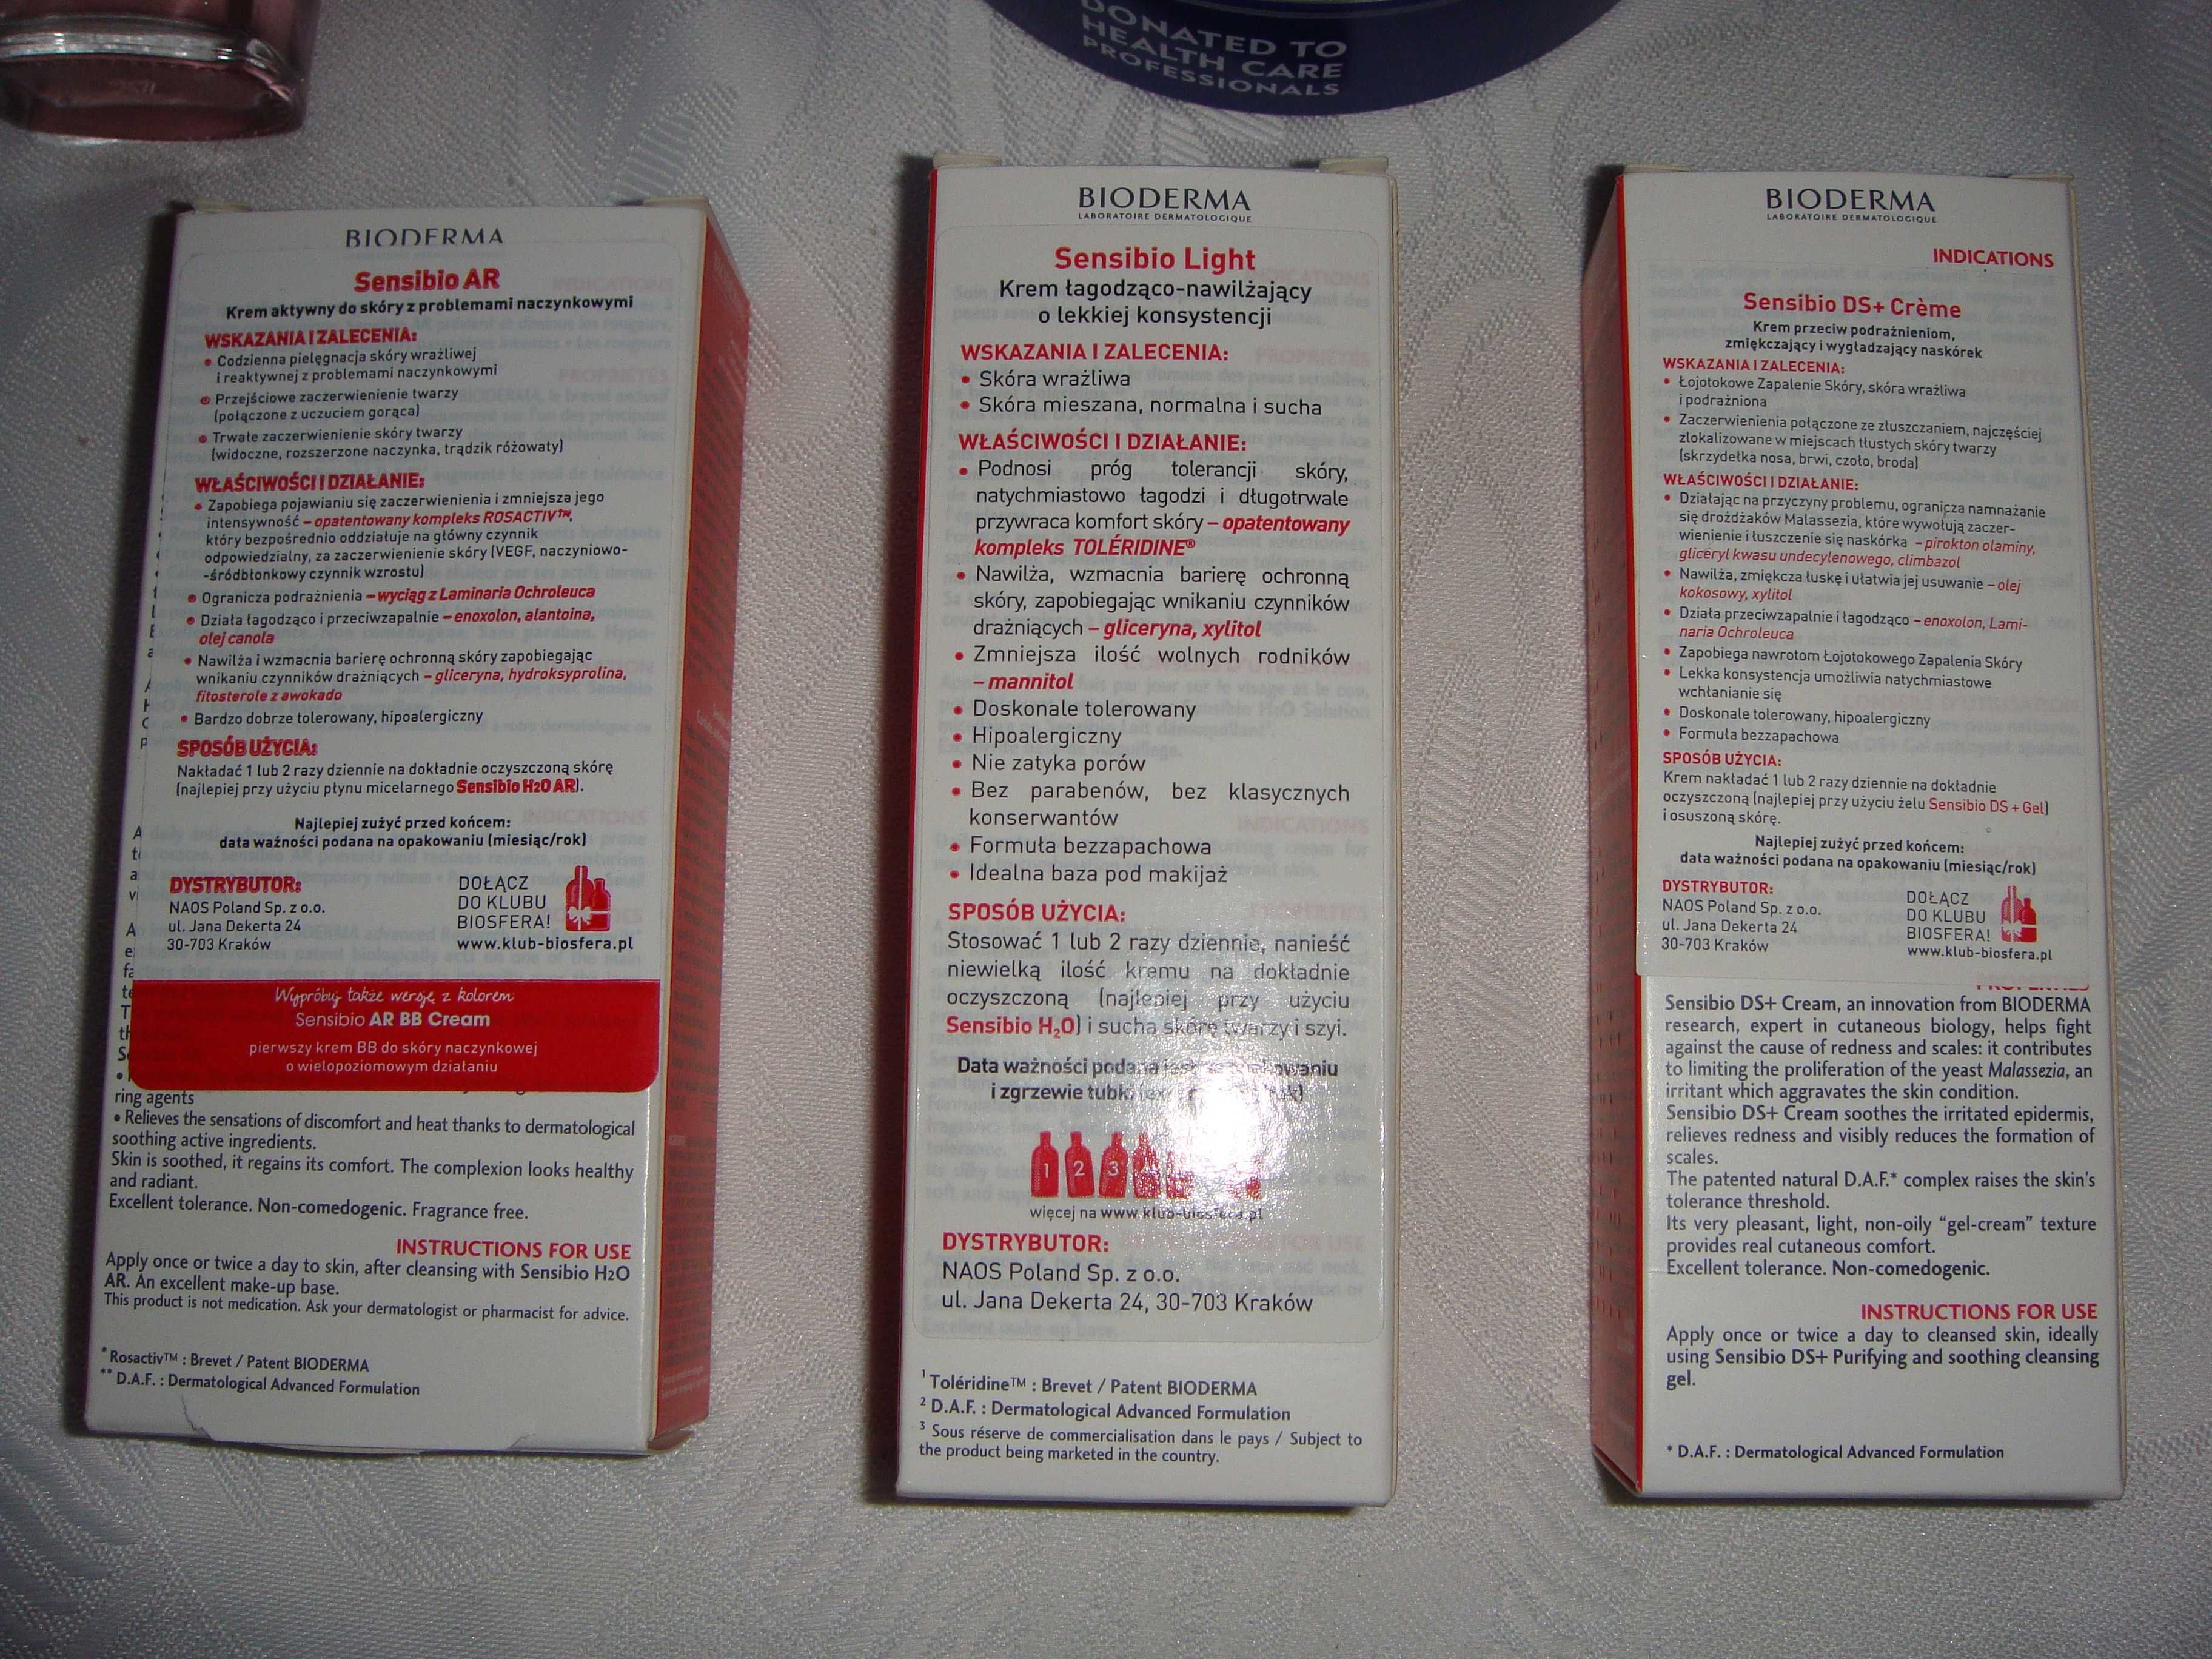 DONATED TO
HEALTH CARE
PROFESSIONALS
BIODERMA
Sensibio AR
Krem aktywny do skóry z problemami naczynkowymi
WSKAZANIA I ZALECENIA:
• Codzienna pielęgnacja skóry wrażliwej
i reaktywnej z problemami naczynkowymi
• Przejściowe zaczerwienienie twarzy
(połączone z uczuciem gorąca)
• Trwałe zaczerwienienie skóry twarzy
(widoczne, rozszerzone naczynka, trądzik różowaty)
WŁAŚCIWOŚCI I DZIAŁANIE:
• Zapobiega pojawianiu się zaczerwienienia i zmniejsza jego
intensywność – opatentowany kompleks ROSACTIV™,
który bezpośrednio oddziałuje na główny czynnik
odpowiedzialny, za zaczerwienienie skóry (VEGF, naczyniowo-
-śródbłonkowy czynnik wzrostu)
• Ogranicza podrażnienia – wyciąg z Laminaria Ochroleuca
• Działa łagodząco i przeciwzapalnie – enoxolon, alantoina,
olej canola
• Nawilża i wzmacnia barierę ochronną skóry zapobiegając
wnikaniu czynników drażniących – gliceryna, hydroksyprolina,
fitosterole z awokado
• Bardzo dobrze tolerowany, hipoalergiczny
SPOSÓB UŻYCIA:
Nakładać 1 lub 2 razy dziennie na dokładnie oczyszczoną skórę
(najlepiej przy użyciu płynu micelarnego Sensibio H2O AR).
Najlepiej zużyć przed końcem:
data ważności podana na opakowaniu (miesiąc/rok)
DYSTRYBUTOR:
NAOS Poland Sp. z o.o.
ul. Jana Dekerta 24
30-703 Kraków
DOŁĄCZ
DO KLUBU
BIOSFERA!
www.klub-biosfera.pl
Wypróbuj także wersję z kolorem
Sensibio AR BB Cream
pierwszy krem BB do skóry naczynkowej
o wielopoziomowym działaniu
ring agents
• Relieves the sensations of discomfort and heat thanks to dermatological
soothing active ingredients.
Skin is soothed, it regains its comfort. The complexion looks healthy
and radiant.
Excellent tolerance. Non-comedogenic. Fragrance free.
INSTRUCTIONS FOR USE
Apply once or twice a day to skin, after cleansing with Sensibio H2O
AR. An excellent make-up base.
This product is not medication. Ask your dermatologist or pharmacist for advice.
* Rosactiv™ : Brevet / Patent BIODERMA
** D.A.F. : Dermatological Advanced Formulation
BIODERMA
LABORATOIRE DERMATOLOGIQUE
Sensibio Light
Krem łagodząco-nawilżający
o lekkiej konsystencji
WSKAZANIA I ZALECENIA:
• Skóra wrażliwa
• Skóra mieszana, normalna i sucha
WŁAŚCIWOŚCI I DZIAŁANIE:
• Podnosi próg tolerancji skóry,
natychmiastowo łagodzi i długotrwale
przywraca komfort skóry – opatentowany
kompleks TOLÉRIDINE®
• Nawilża, wzmacnia barierę ochronną
skóry, zapobiegając wnikaniu czynników
drażniących – gliceryna, xylitol
• Zmniejsza ilość wolnych rodników
– mannitol
• Doskonale tolerowany
• Hipoalergiczny
• Nie zatyka porów
• Bez parabenów, bez klasycznych
konserwantów
• Formuła bezzapachowa
• Idealna baza pod makijaż
SPOSÓB UŻYCIA:
Stosować 1 lub 2 razy dziennie, nanieść
niewielką ilość kremu na dokładnie
oczyszczoną (najlepiej przy użyciu
Sensibio H2O) i suchą skórę twarzy i szyi.
Data ważności podana
i zgrzewie
1 2 3
więcej na www.klub-biosfera.pl
DYSTRYBUTOR:
NAOS Poland Sp. z o.o.
ul. Jana Dekerta 24, 30-703 Kraków
1 Toléridine™ : Brevet / Patent BIODERMA
2 D.A.F. : Dermatological Advanced Formulation
3 Sous réserve de commercialisation dans le pays / Subject to
the product being marketed in the country.
BIODERMA
LABORATOIRE DERMATOLOGIQUE
INDICATIONS
Sensibio DS+ Crème
Krem przeciw podrażnieniom,
zmiękczający i wygładzający naskórek
WSKAZANIA I ZALECENIA:
• Łojotokowe Zapalenie Skóry, skóra wrażliwa
i podrażniona
• Zaczerwienienia połączone ze złuszczaniem, najczęściej
zlokalizowane w miejscach tłustych skóry twarzy
(skrzydełka nosa, brwi, czoło, broda)
WŁAŚCIWOŚCI I DZIAŁANIE:
• Działając na przyczyny problemu, ogranicza namnażanie
się drożdżaków Malassezia, które wywołują zaczer-
wienienie i łuszczenie się naskórka – pirokton olaminy,
gliceryl kwasu undecylenowego, climbazol
• Nawilża, zmiękcza łuskę i ułatwia jej usuwanie – olej
kokosowy, xylitol
• Działa przeciwzapalnie i łagodząco – enoxolon, Lami-
naria Ochroleuca
• Zapobiega nawrotom Łojotokowego Zapalenia Skóry
• Lekka konsystencja umożliwia natychmiastowe
wchłanianie się
• Doskonale tolerowany, hipoalergiczny
• Formuła bezzapachowa
SPOSÓB UŻYCIA:
Krem nakładać 1 lub 2 razy dziennie na dokładnie
oczyszczoną (najlepiej przy użyciu żelu Sensibio DS + Gel)
i osuszoną skórę.
Najlepiej zużyć przed końcem:
data ważności podana na opakowaniu (miesiąc/rok)
DYSTRYBUTOR:
NAOS Poland Sp. z o.o.
ul. Jana Dekerta 24
30-703 Kraków
DOŁĄCZ
DO KLUBU
BIOSFERA!
www.klub-biosfera.pl
Sensibio DS+ Cream, an innovation from BIODERMA
research, expert in cutaneous biology, helps fight
against the cause of redness and scales: it contributes
to limiting the proliferation of the yeast Malassezia, an
irritant which aggravates the skin condition.
Sensibio DS+ Cream soothes the irritated epidermis,
relieves redness and visibly reduces the formation of
scales.
The patented natural D.A.F.* complex raises the skin's
tolerance threshold.
Its very pleasant, light, non-oily "gel-cream" texture
provides real cutaneous comfort.
Excellent tolerance. Non-comedogenic.
INSTRUCTIONS FOR USE
Apply once or twice a day to cleansed skin, ideally
using Sensibio DS+ Purifying and soothing cleansing
gel.
* D.A.F. : Dermatological Advanced Formulation